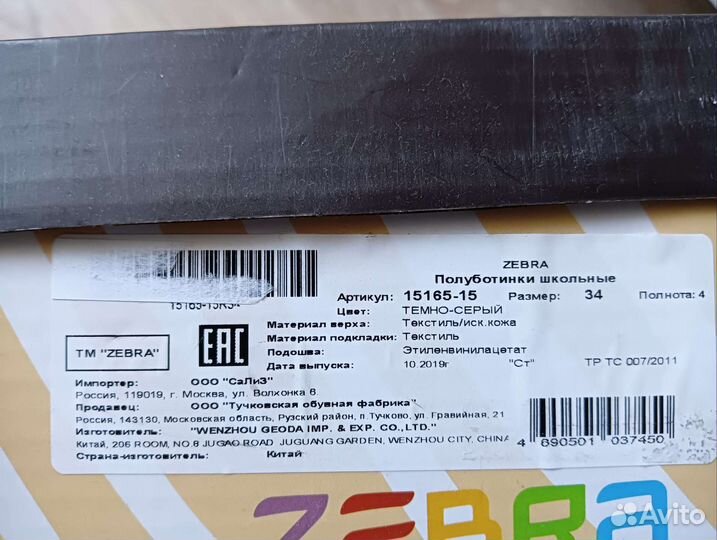 ZEBRA
Полуботинки школьные
Артикул: 15165-15 Размер: 34 Полнота: 4
15165-15R34
Цвет: ТЕМНО-СЕРЫЙ
Материал верха: Текстиль/иск.кожа
Материал подкладки: Текстиль
Подошва: Этиленвинилацетат
Дата выпуска: 10.2019г "Ст" ТР ТС 007/2011
ТМ "ZEBRA"
EAC
Импортер: ООО "СаЛиЗ"
Россия, 119019, г. Москва, ул. Волхонка 6
Продавец: ООО "Тучковская обувная фабрика"
Россия, 143130, Московская область, Рузский район, п.Тучково, ул. Гравийная, 21
Изготовитель: "WENZHOU GEODA IMP. & EXP. CO.,LTD."
Китай, 206 ROOM, NO.6 JUGAO ROAD JUGUANG GARDEN, WENZHOU CITY, CHINA
Страна-изготовитель: Китай
4 690501 037450
ZEBRA
Avito